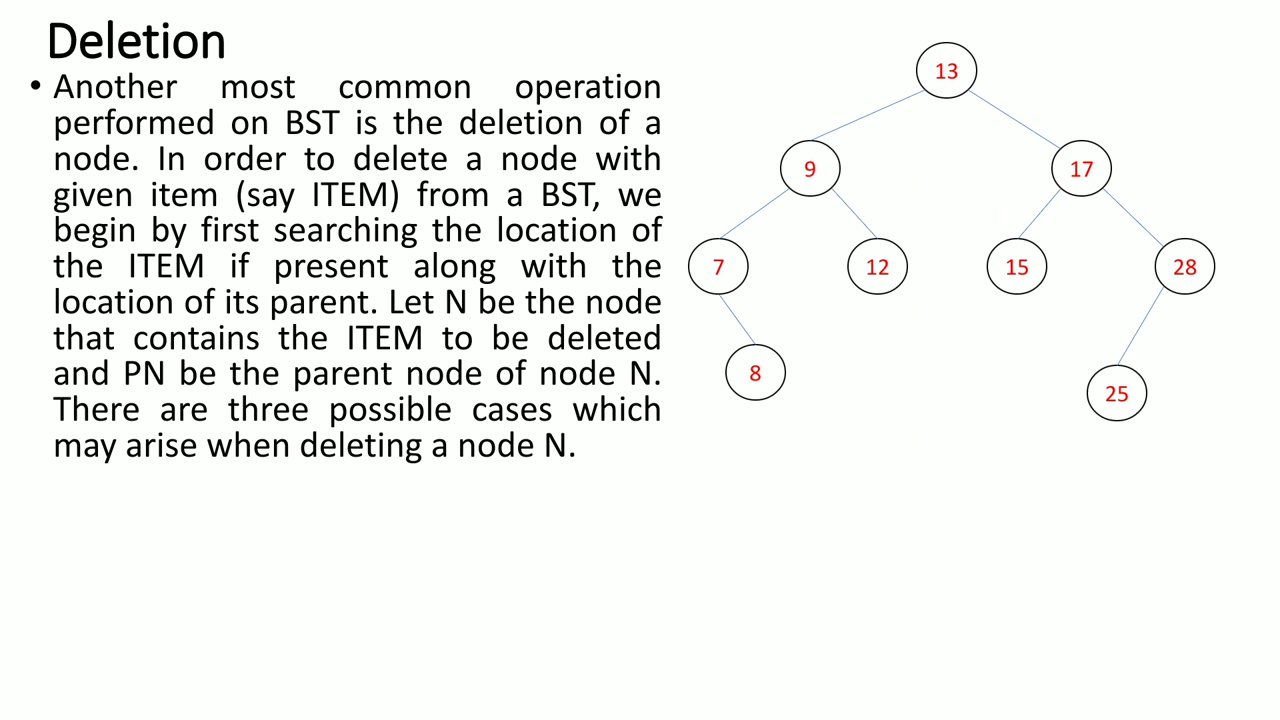 Deletion
• Another most common operation
performed on BST is the deletion of a
node. In order to delete a node with
given item (say ITEM) from a BST, we
begin by first searching the location of
the ITEM if present along with the
location of its parent. Let N be the node
that contains the ITEM to be deleted
and PN be the parent node of node N.
There are three possible cases which
may arise when deleting a node N.
13
9 17
7 12 15 28
8
25